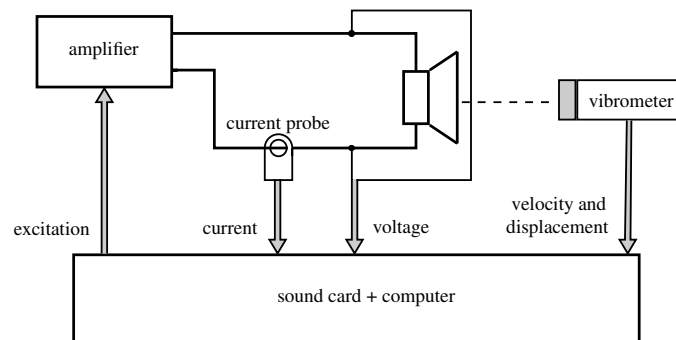 amplifier
current probe
vibrometer
excitation
current
voltage
velocity and
displacement
sound card + computer